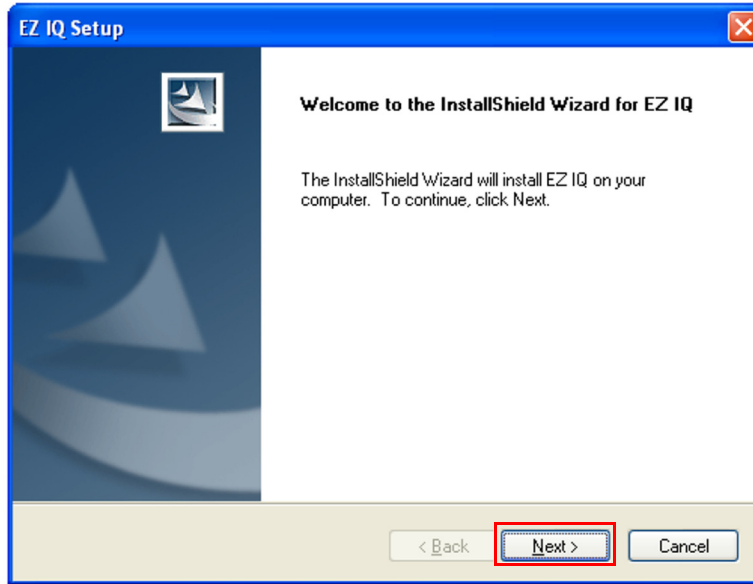 EZ IQ Setup
Welcome to the InstallShield Wizard for EZ IQ
The InstallShield Wizard will install EZ IQ on your
computer. To continue, click Next.
< Back
Next >
Cancel